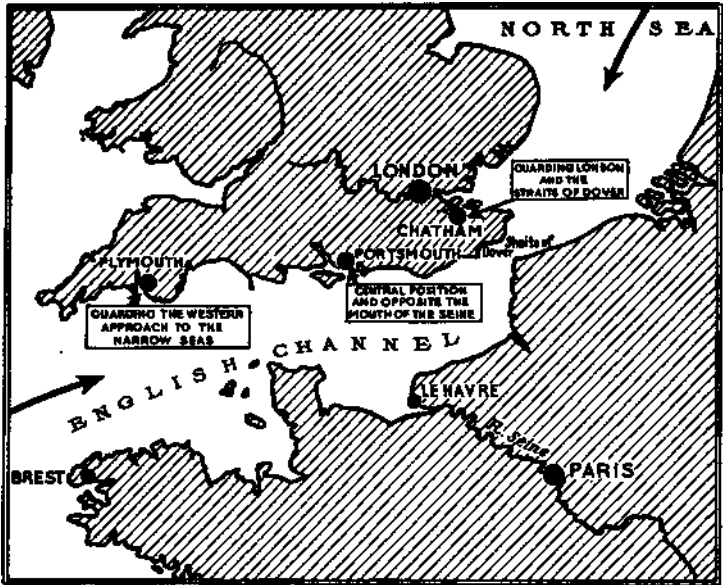 NORTH SEA
LONDON
GUARDING LONDON
AND THE
STRAITS OF DOVER
CHATHAM
Straits of
Dover
PORTSMOUTH
PLYMOUTH
CENTRAL POSITION
AND OPPOSITE THE
MOUTH OF THE SEINE
GUARDING THE WESTERN
APPROACH TO THE
NARROW SEAS
ENGLISH CHANNEL
LE HAVRE
R. Seine
BREST
PARIS